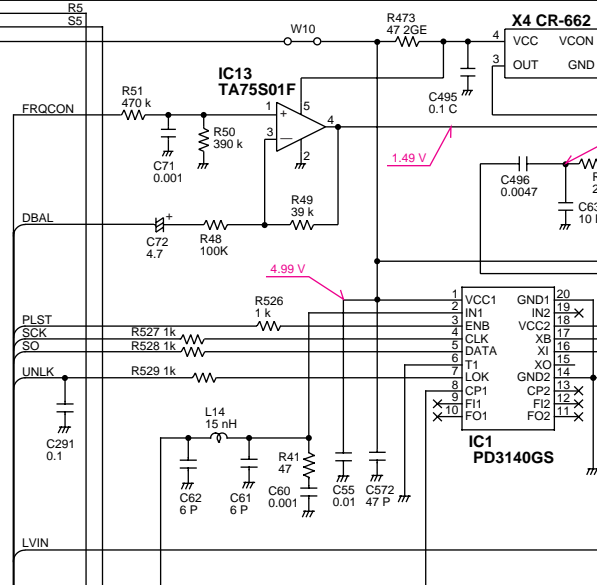 R5
S5
W10
R473
47 2GE
X4 CR-662
4 VCC VCON
3 OUT GND
C495
0.1 C
IC13
TA75S01F
R51
470 k
FRQCON
1 + 5
3 — 4
2
R50
390 k
C71
0.001
1.49 V
C496
0.0047
R
2
C63
10
DBAL
+
C72
4.7
R48
100K
R49
39 k
4.99 V
R526
1 k
PLST
SCK
SO
R527 1k
R528 1k
UNLK
R529 1k
1 VCC1 GND1 20
2 IN1 IN2 19
3 ENB VCC2 18
4 CLK XB 17
5 DATA XI 16
6 T1 XO 15
7 LOK GND2 14
8 CP1 CP2 13
9 FI1 FI2 12
10 FO1 FO2 11
IC1
PD3140GS
C291
0.1
L14
15 nH
R41
47
C62
6 P
C61
6 P
C60
0.001
C55
0.01
C572
47 P
LVIN